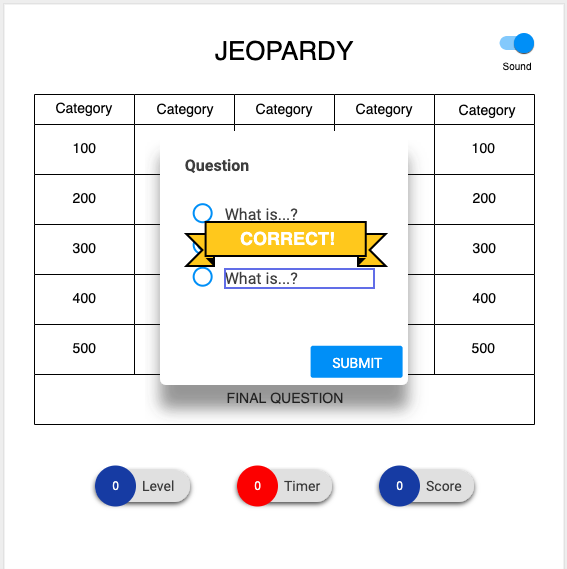 JEOPARDY
Sound
Category Category Category Category Category
100 100
Question
200 200
What is...?
CORRECT!
300 300
What is...?
400 400
500 500
SUBMIT
FINAL QUESTION
0 Level 0 Timer 0 Score